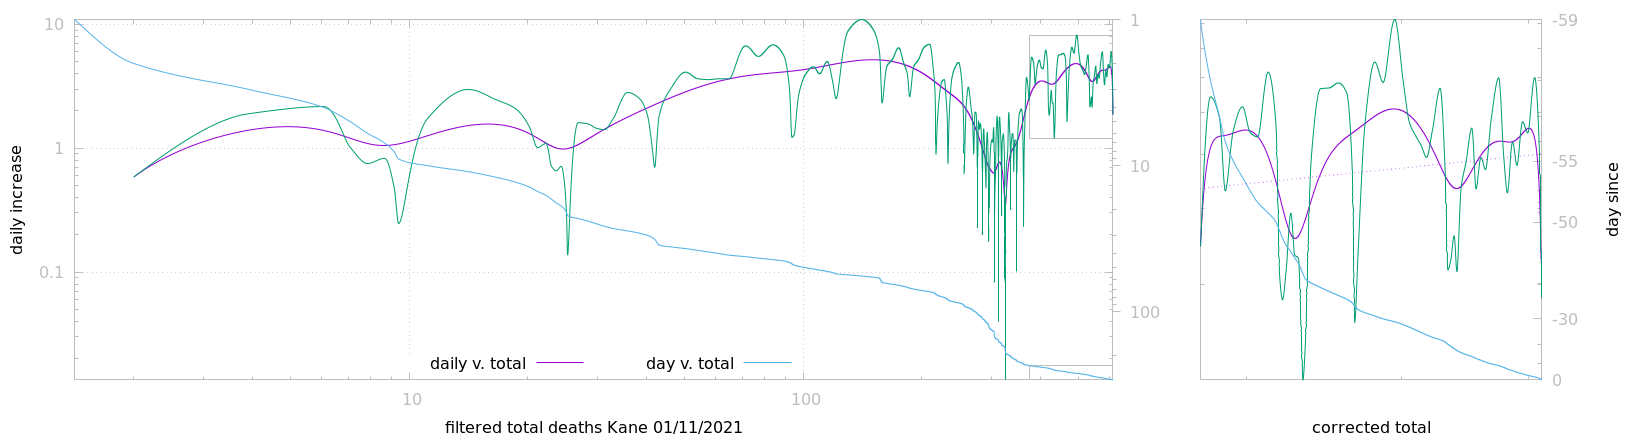 10
1
0.1
daily increase
daily v. total
day v. total
10
100
filtered total deaths Kane 01/11/2021
1
10
100
-59
-55
-50
-30
0
day since
corrected total